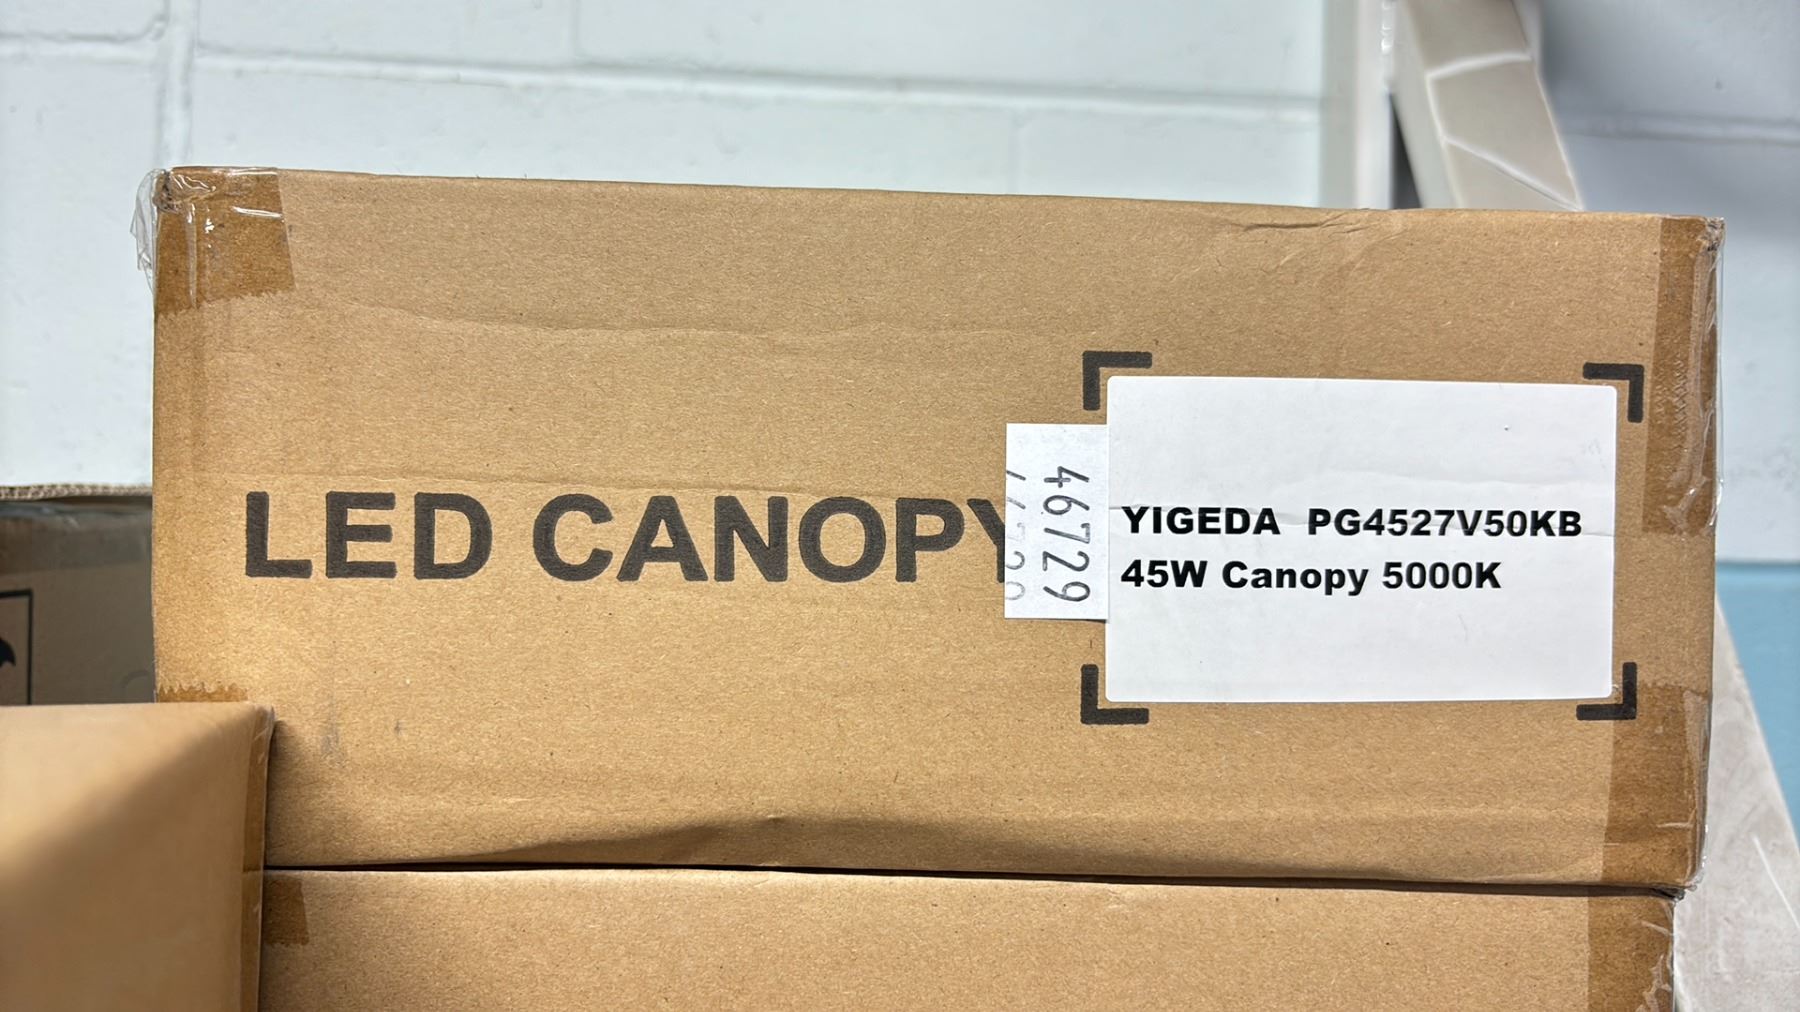 LED CANOPY
46729
YIGEDA PG4527V50KB
45W Canopy 5000K